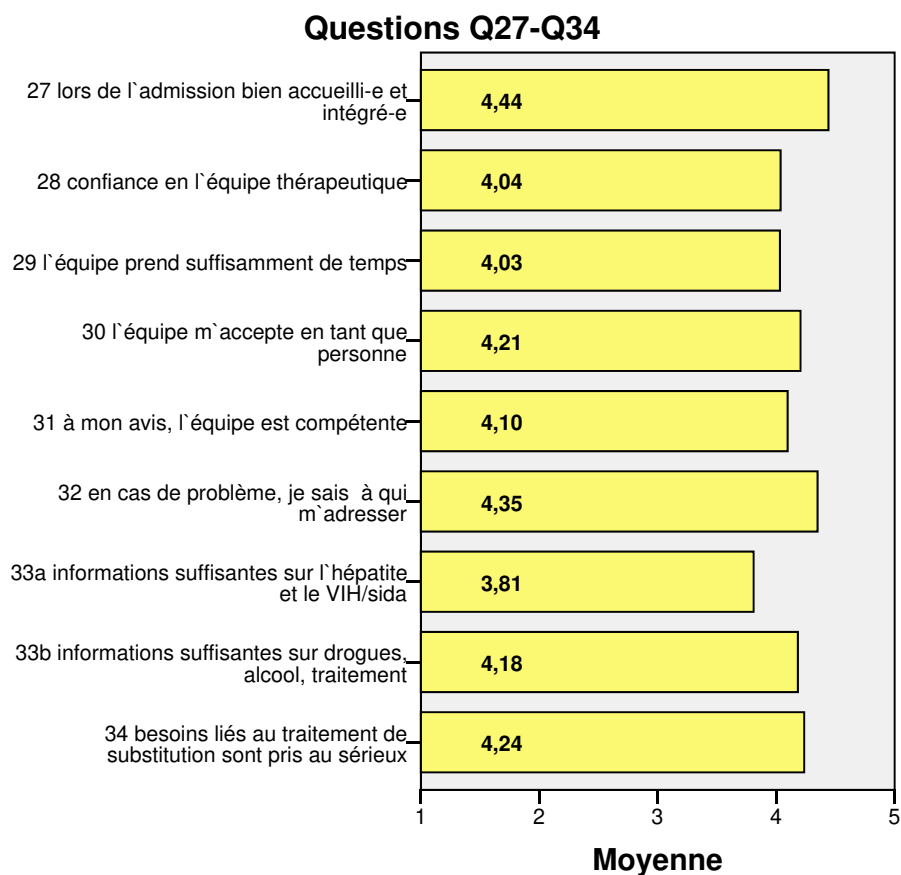 Questions Q27-Q34
27 lors de l`admission bien accueilli-e et
intégré-e
4,44
28 confiance en l`équipe thérapeutique
4,04
29 l`équipe prend suffisamment de temps
4,03
30 l`équipe m`accepte en tant que
personne
4,21
31 à mon avis, l`équipe est compétente
4,10
32 en cas de problème, je sais  à qui
m`adresser
4,35
33a informations suffisantes sur l`hépatite
et le VIH/sida
3,81
33b informations suffisantes sur drogues,
alcool, traitement
4,18
34 besoins liés au traitement de
substitution sont pris au sérieux
4,24
1 2 3 4 5
Moyenne